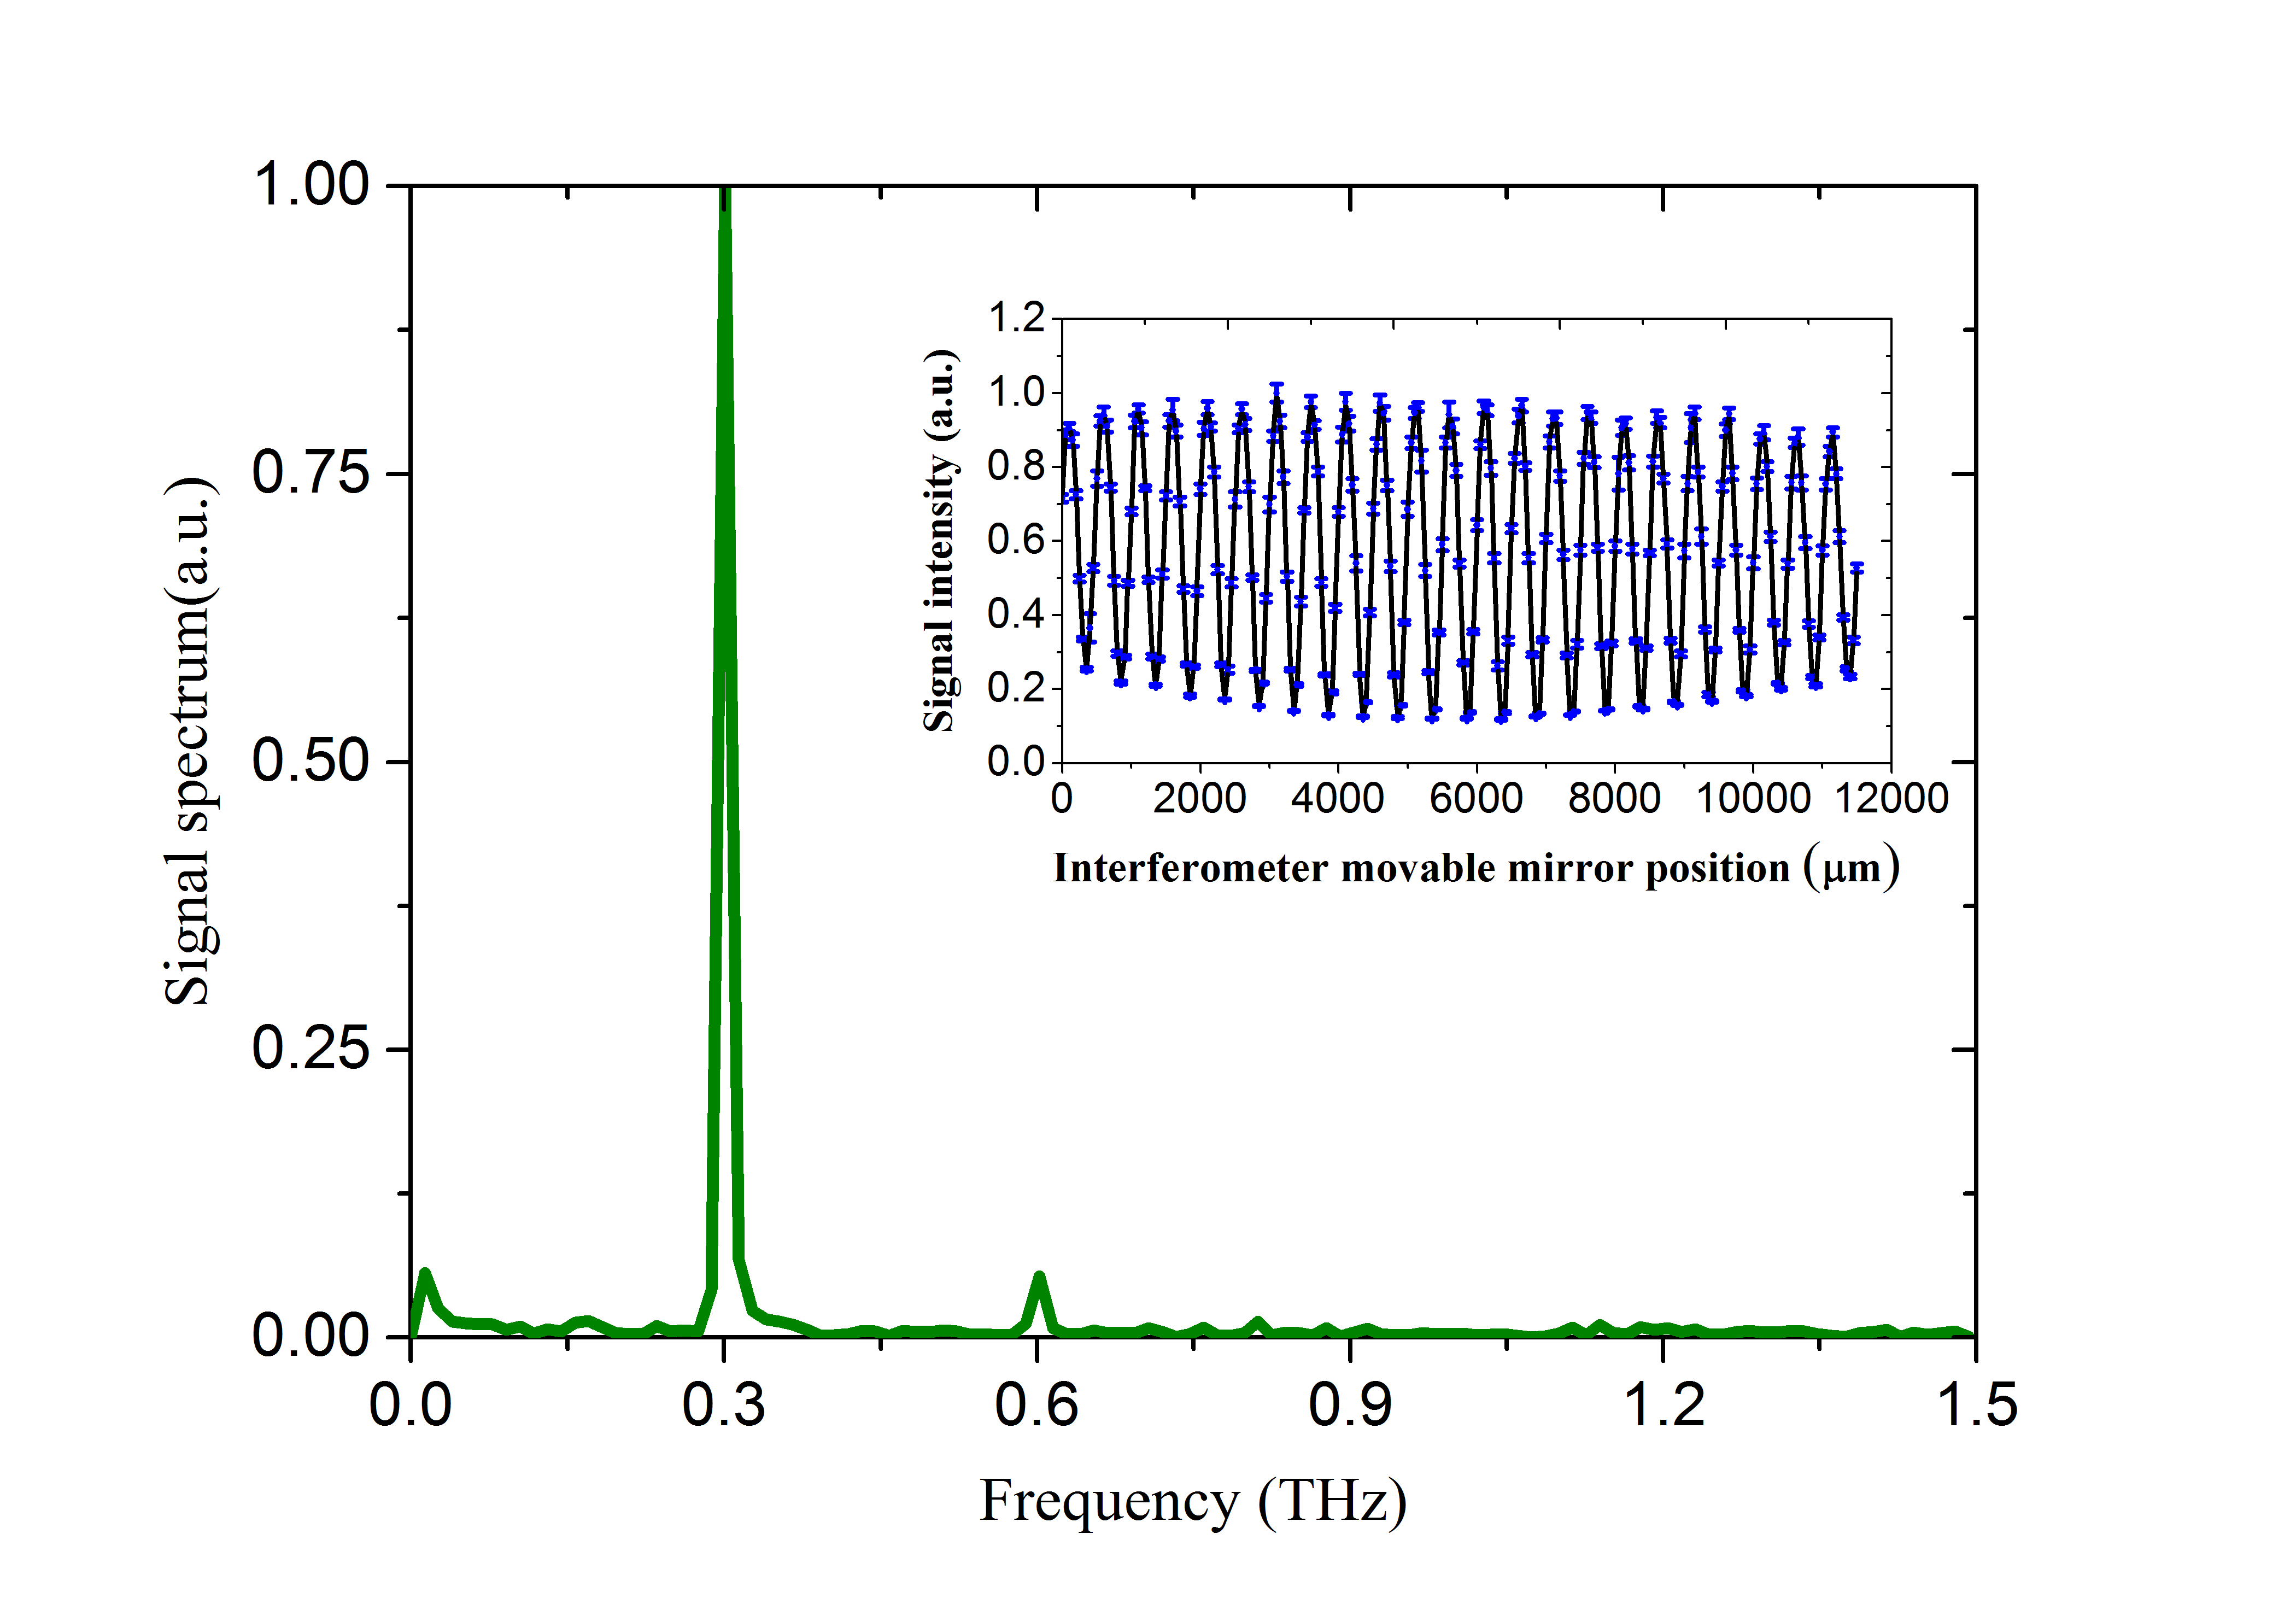 1.00
0.75
0.50
0.25
0.00
Signal spectrum(a.u.)
0.0 0.3 0.6 0.9 1.2 1.5
Frequency (THz)
1.2
1.0
0.8
0.6
0.4
0.2
0.0
Signal intensity (a.u.)
0 2000 4000 6000 8000 10000 12000
Interferometer movable mirror position (μm)